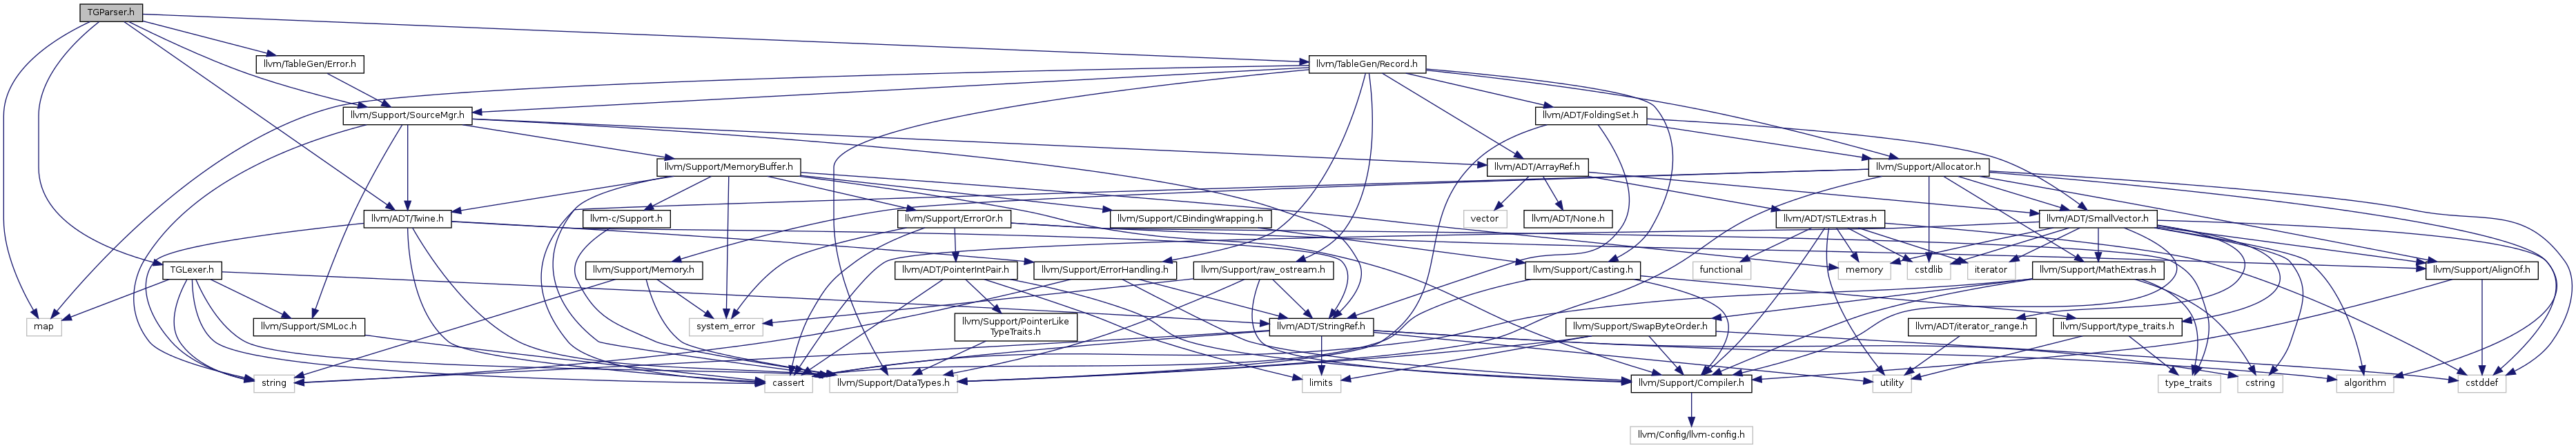 TGParser.h
llvm/TableGen/Error.h
llvm/TableGen/Record.h
llvm/Support/SourceMgr.h
llvm/ADT/FoldingSet.h
llvm/Support/MemoryBuffer.h
llvm/ADT/ArrayRef.h
llvm/Support/Allocator.h
llvm/ADT/Twine.h
llvm-c/Support.h
llvm/Support/ErrorOr.h
llvm/Support/CBindingWrapping.h
vector
llvm/ADT/None.h
llvm/ADT/STLExtras.h
llvm/ADT/SmallVector.h
TGLexer.h
llvm/Support/Memory.h
llvm/ADT/PointerIntPair.h
llvm/Support/ErrorHandling.h
llvm/Support/raw_ostream.h
llvm/Support/Casting.h
functional
memory
cstdlib
iterator
llvm/Support/MathExtras.h
llvm/Support/AlignOf.h
map
llvm/Support/SMLoc.h
system_error
llvm/Support/PointerLike
TypeTraits.h
llvm/ADT/StringRef.h
llvm/Support/SwapByteOrder.h
llvm/ADT/iterator_range.h
llvm/Support/type_traits.h
string
cassert
llvm/Support/DataTypes.h
limits
llvm/Support/Compiler.h
utility
type_traits
cstring
algorithm
cstddef
llvm/Config/llvm-config.h